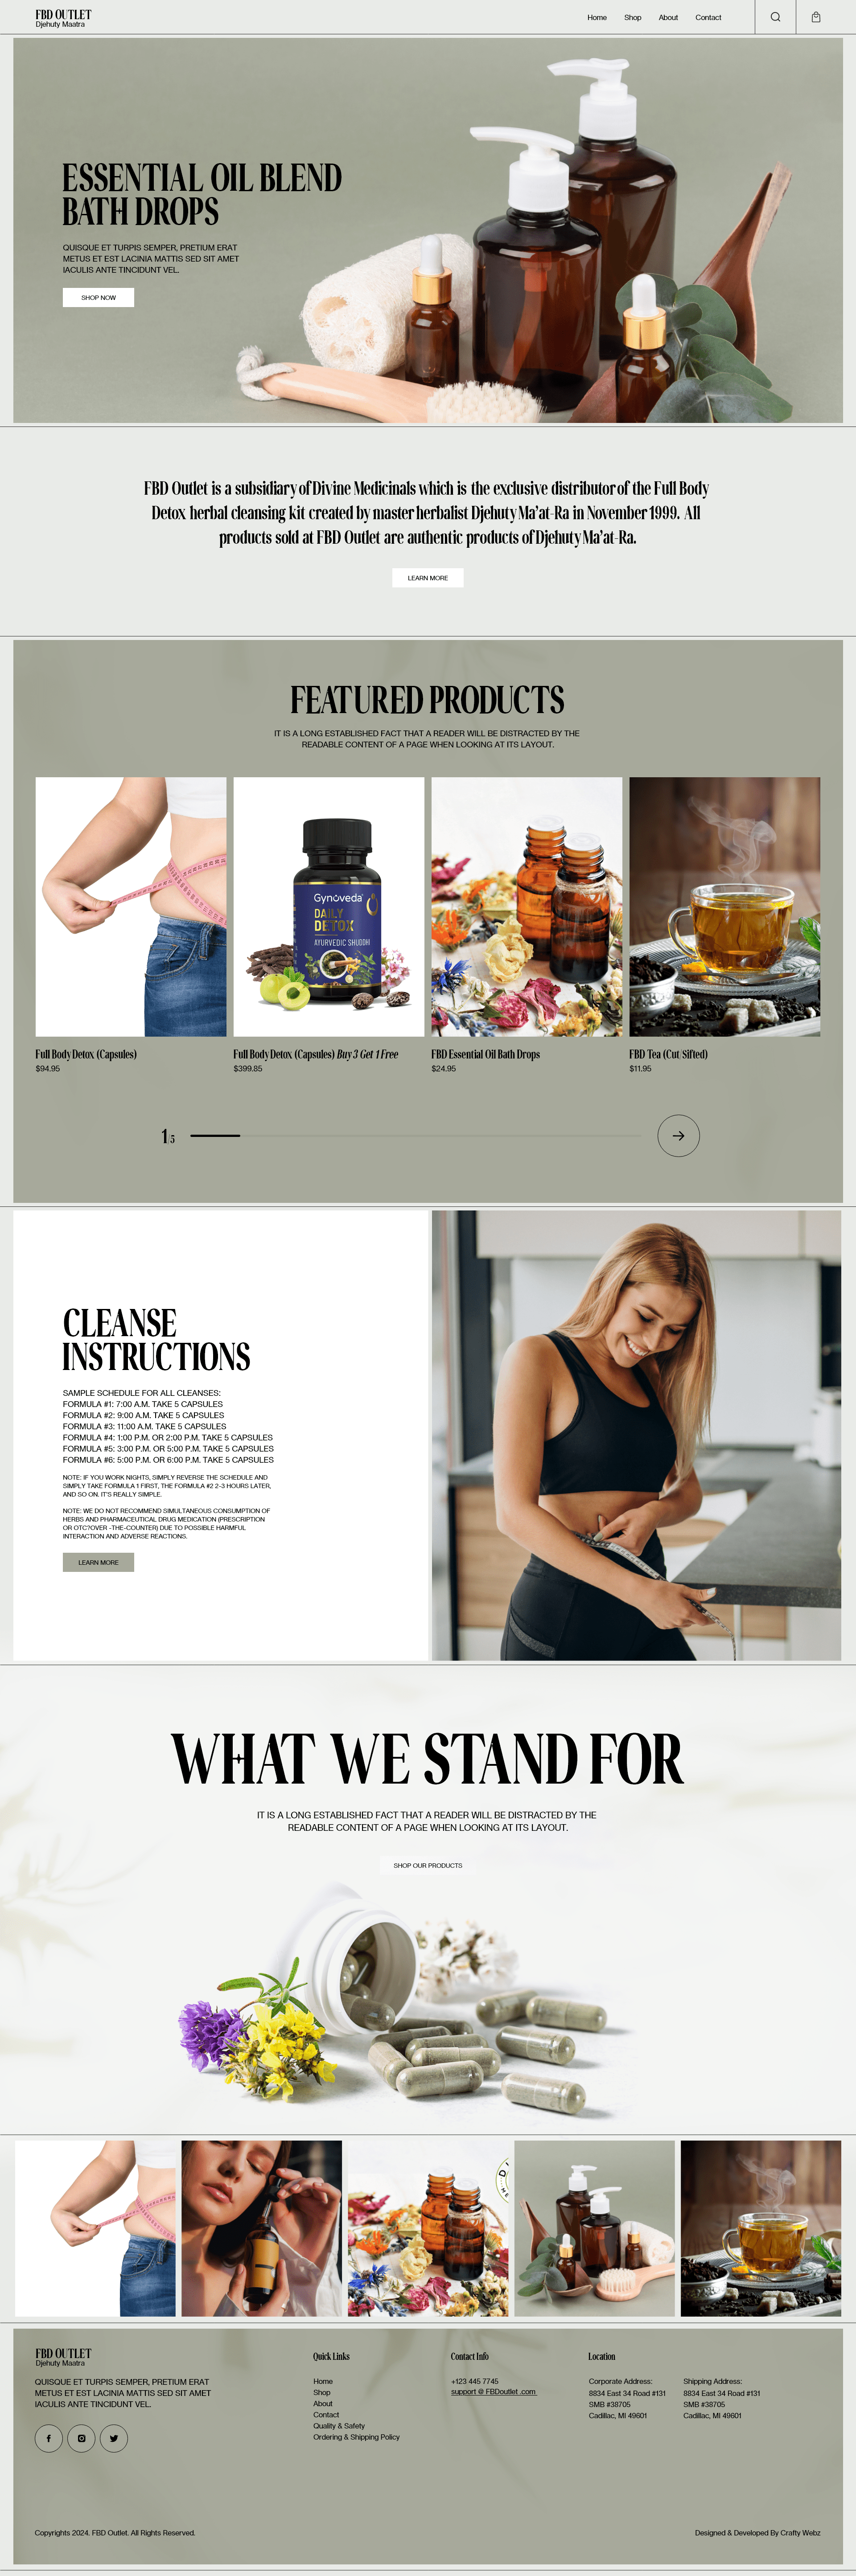 FBD OUTLET
Djehuty Maatra
Home
Shop
About
Contact
ESSENTIAL OIL BLEND
BATH DROPS
QUISQUE ET TURPIS SEMPER, PRETIUM ERAT
METUS ET EST LACINIA MATTIS SED SIT AMET
IACULIS ANTE TINCIDUNT VEL.
SHOP NOW
FBD Outlet is a subsidiary of Divine Medicinals which is the exclusive distributor of the Full Body
Detox herbal cleansing kit created by master herbalist Djehuty Ma'at-Ra in November 1999. All
products sold at FBD Outlet are authentic products of Djehuty Ma'at-Ra.
LEARN MORE
FEATURED PRODUCTS
IT IS A LONG ESTABLISHED FACT THAT A READER WILL BE DISTRACTED BY THE
READABLE CONTENT OF A PAGE WHEN LOOKING AT ITS LAYOUT.
Gynoveda
DAILY
DETOX
AYURVEDIC SHUDDHI
Full Body Detox (Capsules)
$94.95
Full Body Detox (Capsules) Buy 3 Get 1 Free
$399.85
FBD Essential Oil Bath Drops
$24.95
FBD Tea (Cut/Sifted)
$11.95
1/5
CLEANSE
INSTRUCTIONS
SAMPLE SCHEDULE FOR ALL CLEANSES:
FORMULA #1: 7:00 A.M. TAKE 5 CAPSULES
FORMULA #2: 9:00 A.M. TAKE 5 CAPSULES
FORMULA #3: 11:00 A.M. TAKE 5 CAPSULES
FORMULA #4: 1:00 P.M. OR 2:00 P.M. TAKE 5 CAPSULES
FORMULA #5: 3:00 P.M. OR 5:00 P.M. TAKE 5 CAPSULES
FORMULA #6: 5:00 P.M. OR 6:00 P.M. TAKE 5 CAPSULES
NOTE: IF YOU WORK NIGHTS, SIMPLY REVERSE THE SCHEDULE AND
SIMPLY TAKE FORMULA 1 FIRST, THE FORMULA #2 2-3 HOURS LATER,
AND SO ON. IT'S REALLY SIMPLE.
NOTE: WE DO NOT RECOMMEND SIMULTANEOUS CONSUMPTION OF
HERBS AND PHARMACEUTICAL DRUG MEDICATION (PRESCRIPTION
OR OTC?OVER -THE-COUNTER) DUE TO POSSIBLE HARMFUL
INTERACTION AND ADVERSE REACTIONS.
LEARN MORE
WHAT WE STAND FOR
IT IS A LONG ESTABLISHED FACT THAT A READER WILL BE DISTRACTED BY THE
READABLE CONTENT OF A PAGE WHEN LOOKING AT ITS LAYOUT.
SHOP OUR PRODUCTS
FBD OUTLET
Djehuty Maatra
QUISQUE ET TURPIS SEMPER, PRETIUM ERAT
METUS ET EST LACINIA MATTIS SED SIT AMET
IACULIS ANTE TINCIDUNT VEL.
Quick Links
Home
Shop
About
Contact
Quality & Safety
Ordering & Shipping Policy
Contact Info
+123 445 7745
support @ FBDoutlet .com
Location
Corporate Address:
8834 East 34 Road #131
SMB #38705
Cadillac, MI 49601
Shipping Address:
8834 East 34 Road #131
SMB #38705
Cadillac, MI 49601
Copyrights 2024. FBD Outlet. All Rights Reserved.
Designed & Developed By Crafty Webz